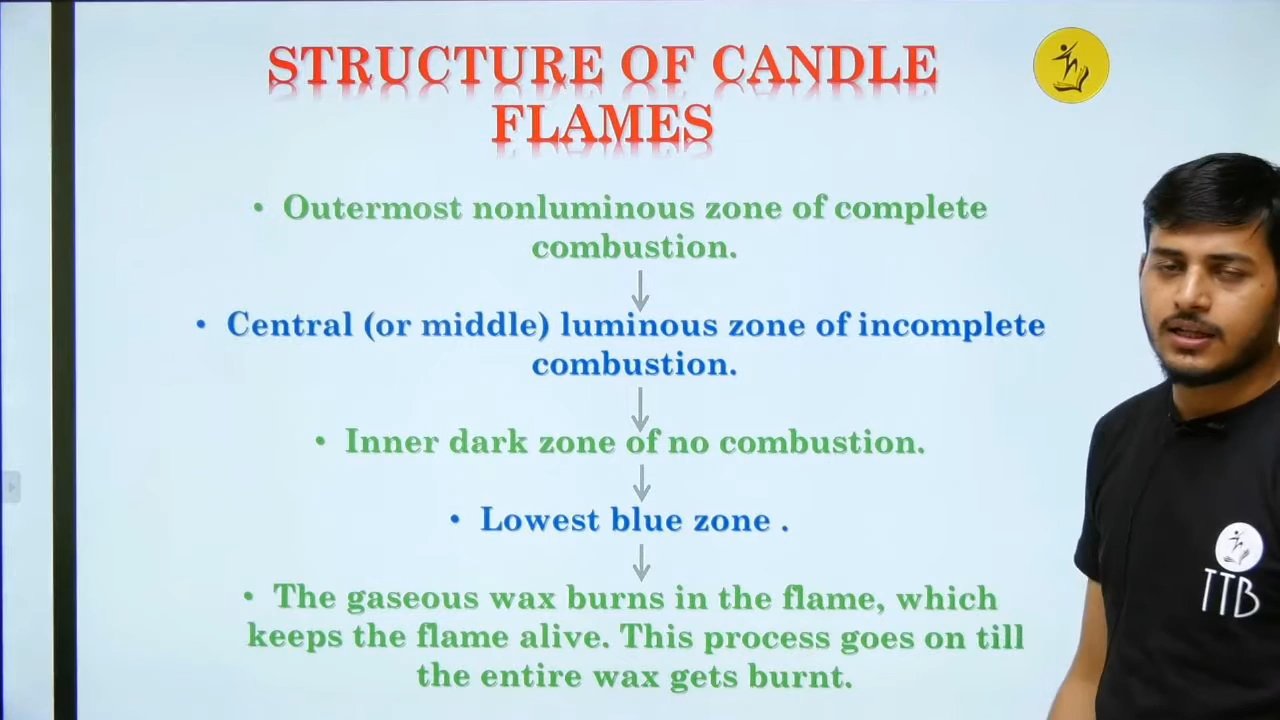 STRUCTURE OF CANDLE
FLAMES
• Outermost nonluminous zone of complete
combustion.
• Central (or middle) luminous zone of incomplete
combustion.
• Inner dark zone of no combustion.
• Lowest blue zone .
• The gaseous wax burns in the flame, which
keeps the flame alive. This process goes on till
the entire wax gets burnt.
TTB